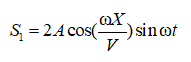 S₁ = 2A cos(ωX/V) sin ωt